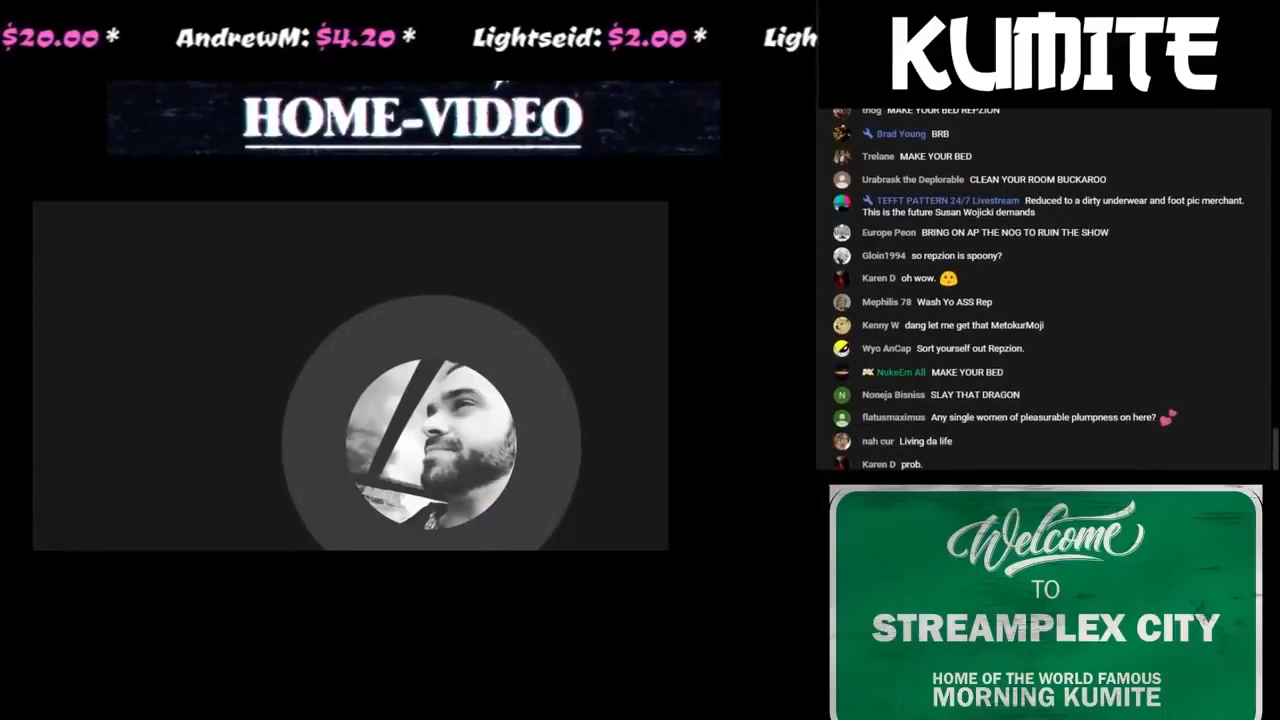 $20.00 * AndrewM: $4.20 * Lightseid: $2.00 * Ligh
HOME-VIDEO
KUMITE
thog MAKE YOUR BED REPZION
Brad Young BRB
Trelane MAKE YOUR BED
Urabrask the Deplorable CLEAN YOUR ROOM BUCKAROO
TEFFT PATTERN 24/7 Livestream Reduced to a dirty underwear and foot pic merchant.
This is the future Susan Wojicki demands
Europe Peon BRING ON AP THE NOG TO RUIN THE SHOW
Gloin1994 so repzion is spoony?
Karen D oh wow.
Mephilis 78 Wash Yo ASS Rep
Kenny W dang let me get that MetokurMoji
Wyo AnCap Sort yourself out Repzion.
NukeEm All MAKE YOUR BED
N Noneja Bisniss SLAY THAT DRAGON
flatusmaximus Any single women of pleasurable plumpness on here?
nah cur Living da life
Karen D prob.
Welcome
TO
STREAMPLEX CITY
HOME OF THE WORLD FAMOUS
MORNING KUMITE